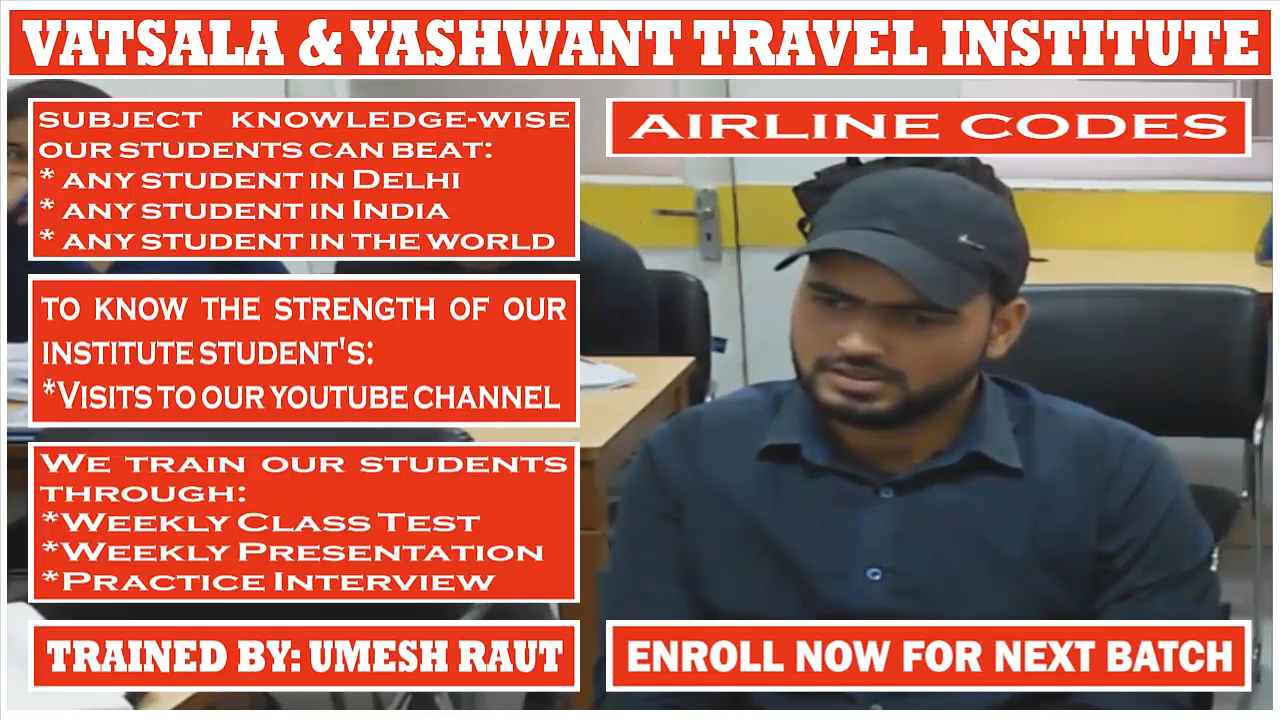 VATSALA & YASHWANT TRAVEL INSTITUTE
SUBJECT KNOWLEDGE-WISE
OUR STUDENTS CAN BEAT:
* ANY STUDENT IN DELHI
* ANY STUDENT IN INDIA
* ANY STUDENT IN THE WORLD
TO KNOW THE STRENGTH OF OUR
INSTITUTE STUDENT'S:
*VISITS TO OUR YOUTUBE CHANNEL
WE TRAIN OUR STUDENTS
THROUGH:
*WEEKLY CLASS TEST
*WEEKLY PRESENTATION
*PRACTICE INTERVIEW
TRAINED BY: UMESH RAUT
AIRLINE CODES
ENROLL NOW FOR NEXT BATCH